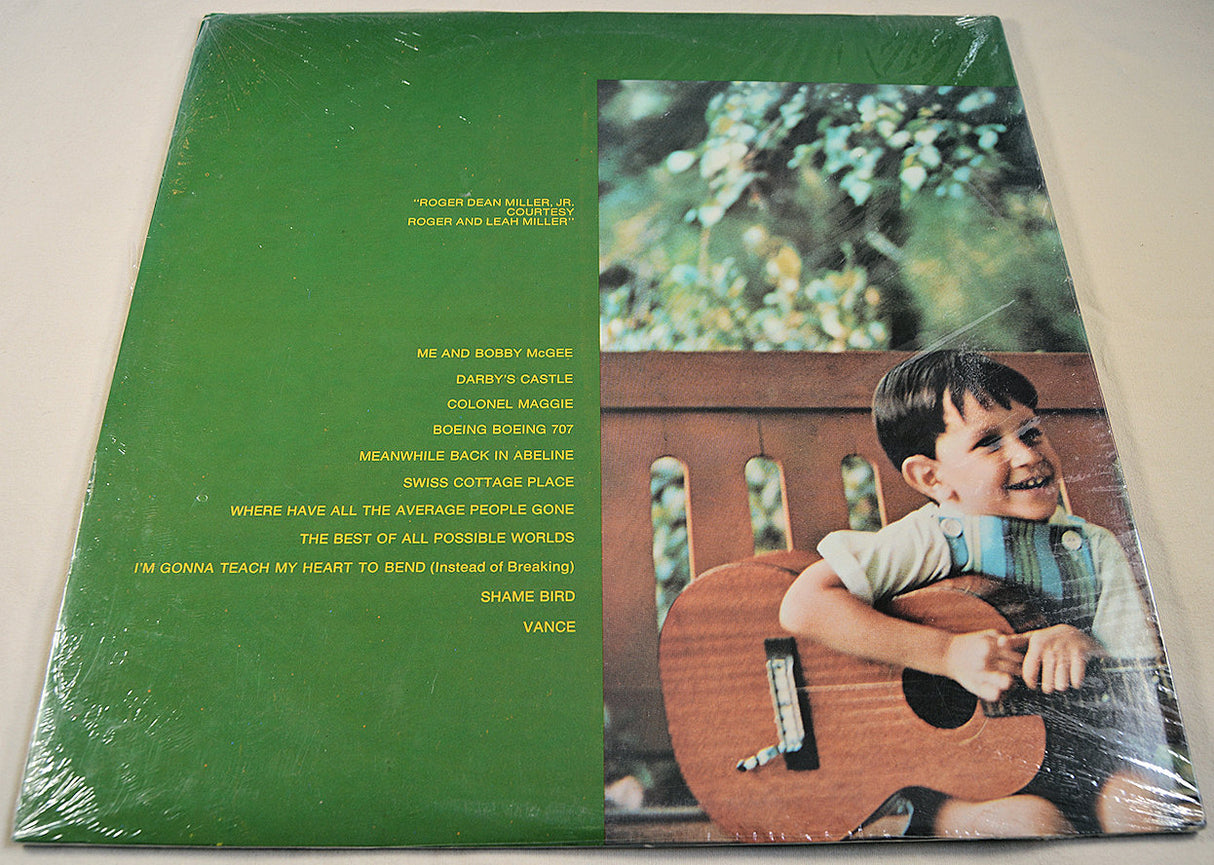 "ROGER DEAN MILLER, JR.
COURTESY
ROGER AND LEAH MILLER"
ME AND BOBBY McGEE
DARBY'S CASTLE
COLONEL MAGGIE
BOEING BOEING 707
MEANWHILE BACK IN ABELINE
SWISS COTTAGE PLACE
WHERE HAVE ALL THE AVERAGE PEOPLE GONE
THE BEST OF ALL POSSIBLE WORLDS
I'M GONNA TEACH MY HEART TO BEND (Instead of Breaking)
SHAME BIRD
VANCE